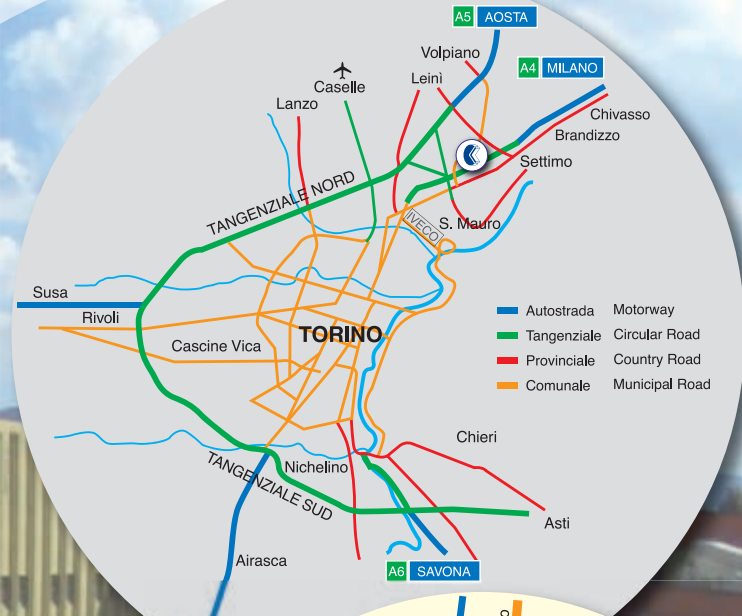 A5 AOSTA
Volpiano
A4 MILANO
Leinì
Caselle
Lanzo
Chivasso
Brandizzo
Settimo
TANGENZIALE NORD
IVECO
S. Mauro
Susa
Rivoli
Cascine Vica
TORINO
Autostrada Motorway
Tangenziale Circular Road
Provinciale Country Road
Comunale Municipal Road
Chieri
Nichelino
TANGENZIALE SUD
Asti
Airasca
A6 SAVONA